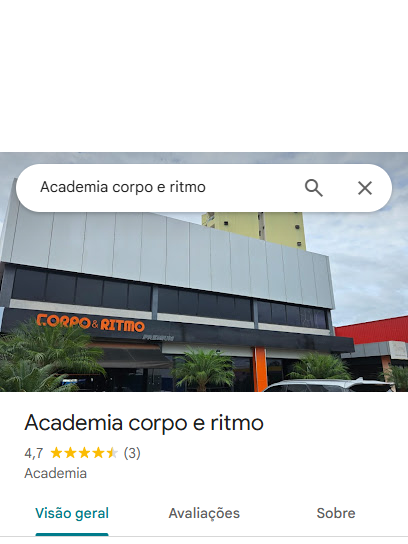 Academia corpo e ritmo
CORPO & RITMO
PREMIUM
Academia corpo e ritmo
4,7 (3)
Academia
Visão geral Avaliações Sobre